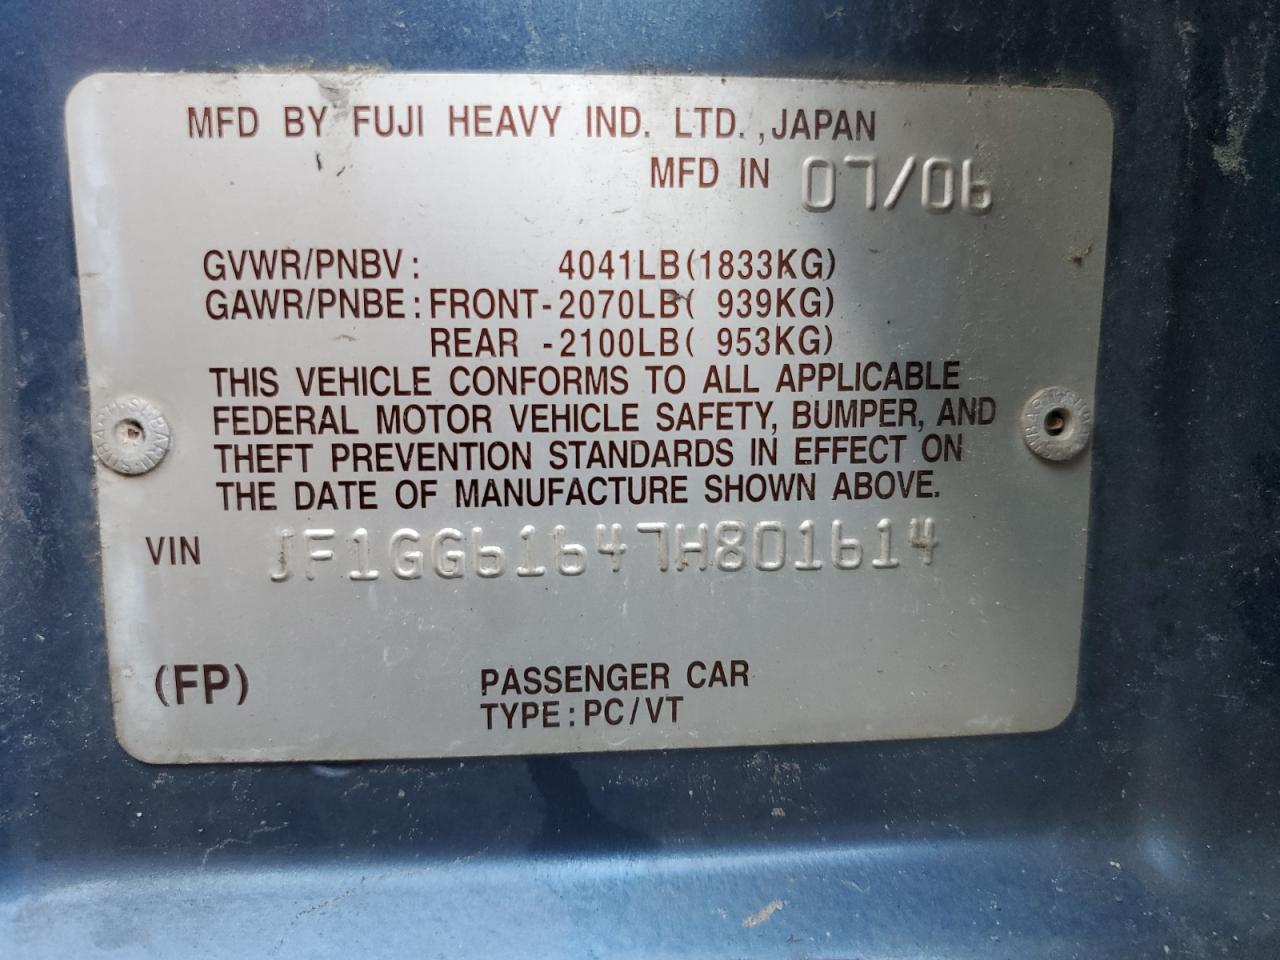 MFD BY FUJI HEAVY IND. LTD. ,JAPAN
MFD IN 07/06
GVWR/PNBV: 4041LB(1833KG)
GAWR/PNBE:FRONT-2070LB( 939KG)
REAR -2100LB( 953KG)
THIS VEHICLE CONFORMS TO ALL APPLICABLE
FEDERAL MOTOR VEHICLE SAFETY, BUMPER, AND
THEFT PREVENTION STANDARDS IN EFFECT ON
THE DATE OF MANUFACTURE SHOWN ABOVE.
VIN JF1GG61647H801614
(FP) PASSENGER CAR
TYPE:PC/VT